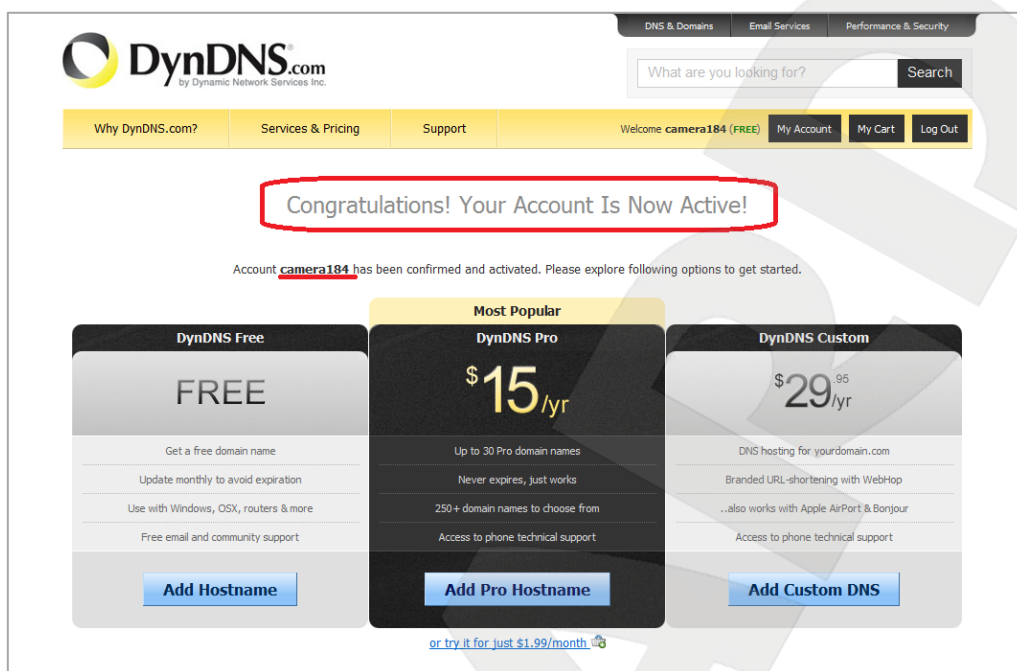 DNS & Domains Email Services Performance & Security
DynDNS.com
by Dynamic Network Services Inc.
What are you looking for? Search
Why DynDNS.com? Services & Pricing Support Welcome camera184 (FREE) My Account My Cart Log Out
Congratulations! Your Account Is Now Active!
Account camera184 has been confirmed and activated. Please explore following options to get started.
Most Popular
DynDNS Free
FREE
Get a free domain name
Update monthly to avoid expiration
Use with Windows, OSX, routers & more
Free email and community support
Add Hostname
DynDNS Pro
$15/yr
Up to 30 Pro domain names
Never expires, just works
250+ domain names to choose from
Access to phone technical support
Add Pro Hostname
or try it for just $1.99/month
DynDNS Custom
$29.95/yr
DNS hosting for yourdomain.com
Branded URL-shortening with WebHop
..also works with Apple AirPort & Bonjour
Access to phone technical support
Add Custom DNS